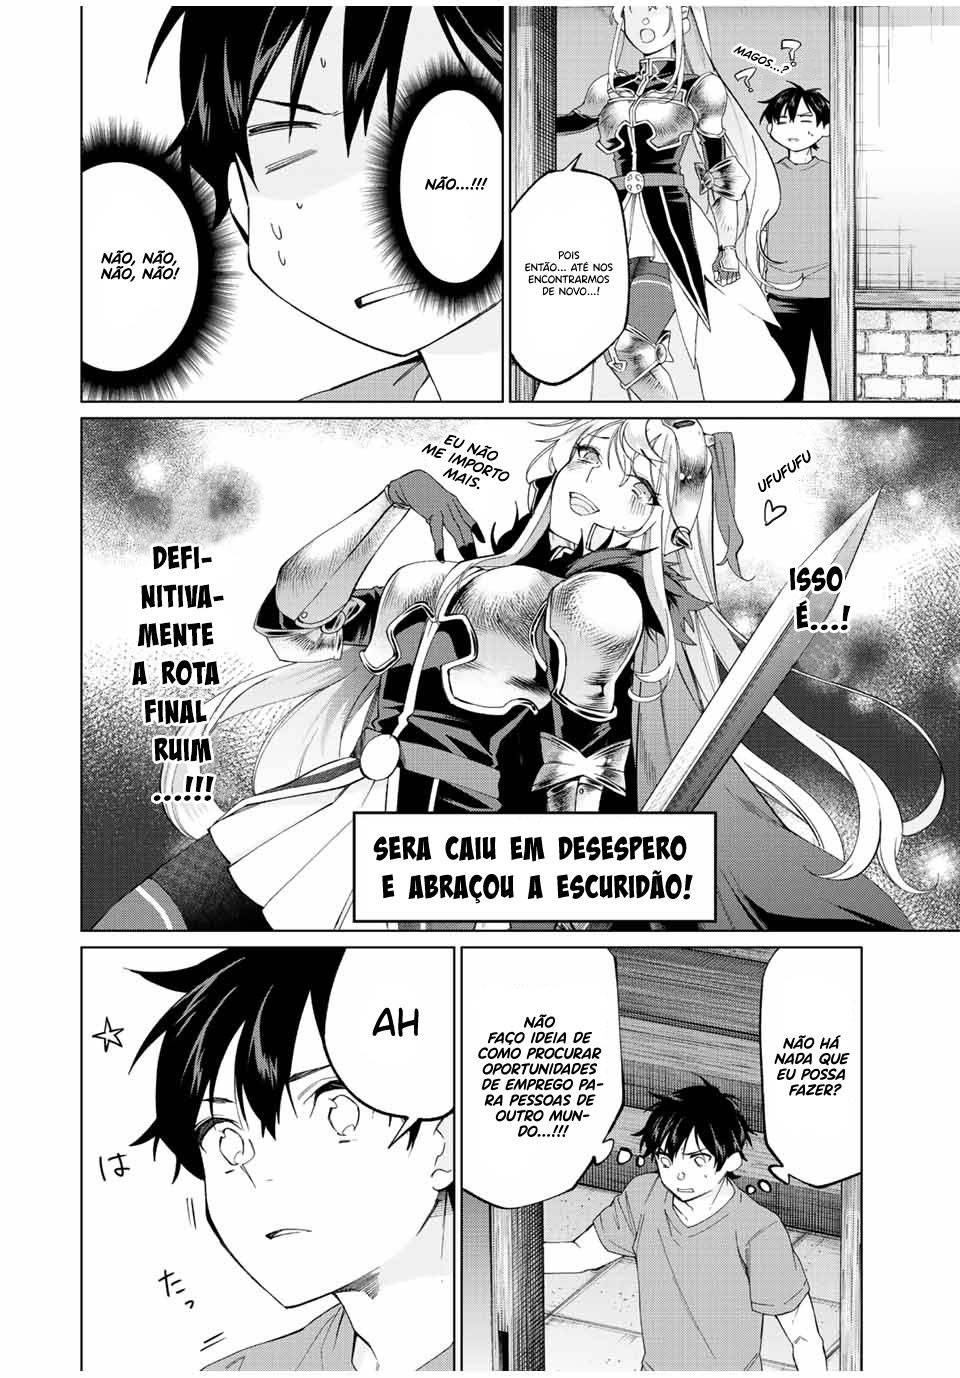 MAGOS...?
POIS
ENTÃO... ATÉ NOS
ENCONTRARMOS
DE NOVO...!
NÃO...!!!
NÃO, NÃO,
NÃO, NÃO!
UFUFUFU
ISSO
É...!
EU NÃO
ME IMPORTO
MAIS.
DEFI-
NITIVA-
MENTE
A ROTA
FINAL
RUIM
...!!!
SERA CAIU EM DESESPERO
E ABRAÇOU A ESCURIDÃO!
NÃO HÁ
NADA QUE
EU POSSA
FAZER?
NÃO
FAÇO IDEIA DE
COMO PROCURAR
OPORTUNIDADES
DE EMPREGO PA-
RA PESSOAS DE
OUTRO MUN-
DO...!!!
AH
は
たっ